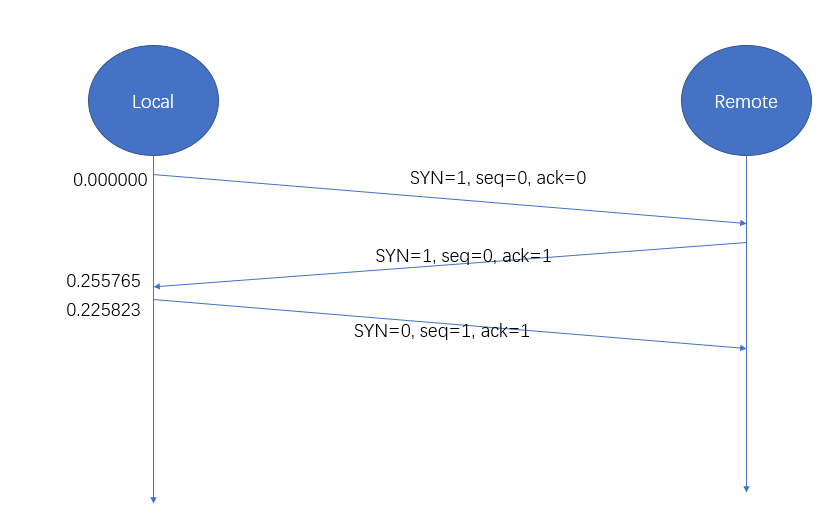 Local
Remote
0.000000
SYN=1, seq=0, ack=0
SYN=1, seq=0, ack=1
0.255765
0.225823
SYN=0, seq=1, ack=1